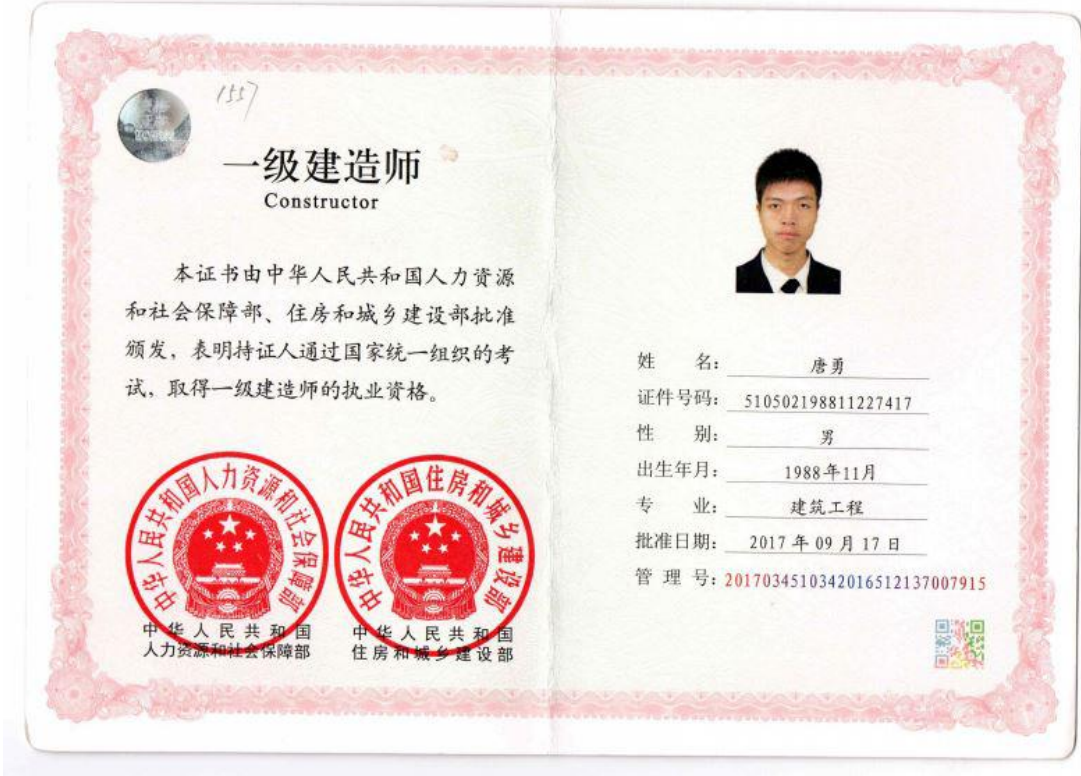 1557
一级建造师
Constructor
本证书由中华人民共和国人力资源
和社会保障部、住房和城乡建设部批准
颁发，表明持证人通过国家统一组织的考
试，取得一级建造师的执业资格。
中华人民共和国人力资源和社会保障部
中华人民共和国
人力资源和社会保障部
中华人民共和国住房和城乡建设部
中华人民共和国
住房和城乡建设部
姓 名：唐勇
证件号码：510502198811227417
性 别：男
出生年月：1988年11月
专 业：建筑工程
批准日期：2017年09月17日
管 理 号：2017034510342016512137007915